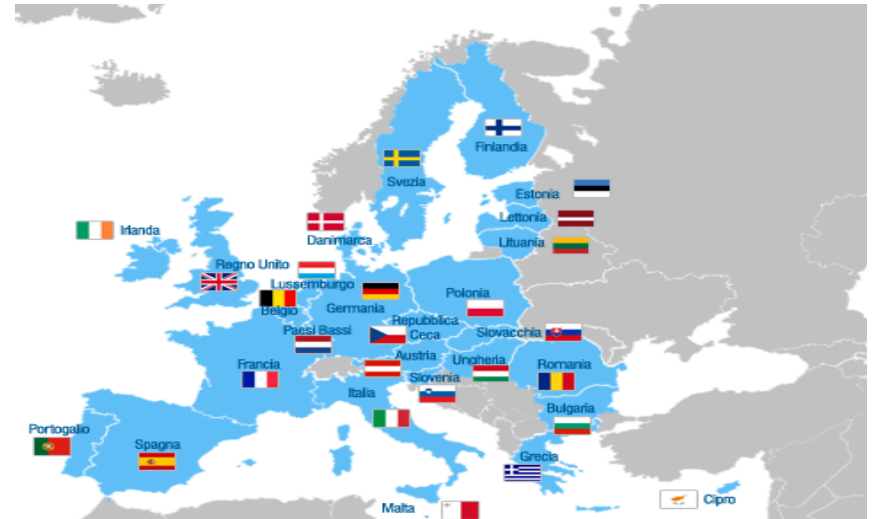 Finlandia
Svezia
Estonia
Lettonia
Irlanda
Danimarca
Lituania
Regno Unito
Lussemburgo
Polonia
Belgio
Germania
Repubblica
Ceca
Paesi Bassi
Slovacchia
Austria
Ungheria
Francia
Romania
Slovenia
Italia
Bulgaria
Portogallo
Spagna
Grecia
Cipro
Malta